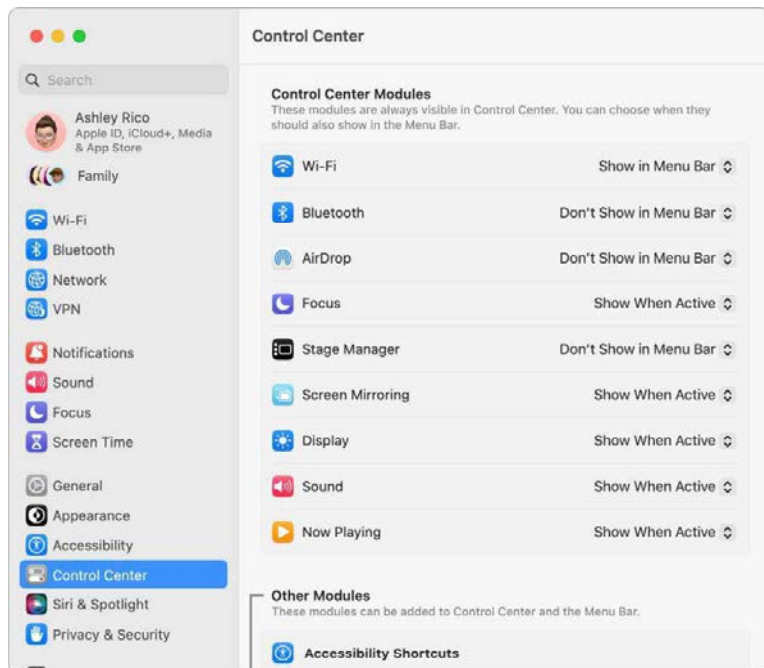 Control Center
Search
Ashley Rico
Apple ID, iCloud+, Media
& App Store
Family
Wi-Fi
Bluetooth
Network
VPN
Notifications
Sound
Focus
Screen Time
General
Appearance
Accessibility
Control Center
Siri & Spotlight
Privacy & Security
Control Center Modules
These modules are always visible in Control Center. You can choose when they
should also show in the Menu Bar.
Wi-Fi Show in Menu Bar
Bluetooth Don't Show in Menu Bar
AirDrop Don't Show in Menu Bar
Focus Show When Active
Stage Manager Don't Show in Menu Bar
Screen Mirroring Show When Active
Display Show When Active
Sound Show When Active
Now Playing Show When Active
Other Modules
These modules can be added to Control Center and the Menu Bar.
Accessibility Shortcuts